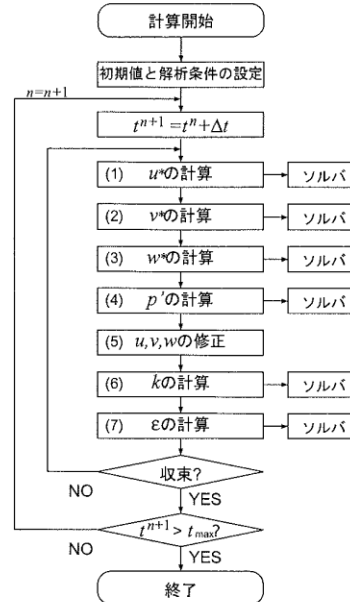 計算開始
初期値と解析条件の設定
n=n+1
tⁿ⁺¹=tⁿ+Δt
(1) u*の計算 ソルバ
(2) v*の計算 ソルバ
(3) w*の計算 ソルバ
(4) p'の計算 ソルバ
(5) u,v,wの修正
(6) kの計算 ソルバ
(7) εの計算 ソルバ
収束?
NO
YES
tⁿ⁺¹ > tmax?
NO
YES
終了